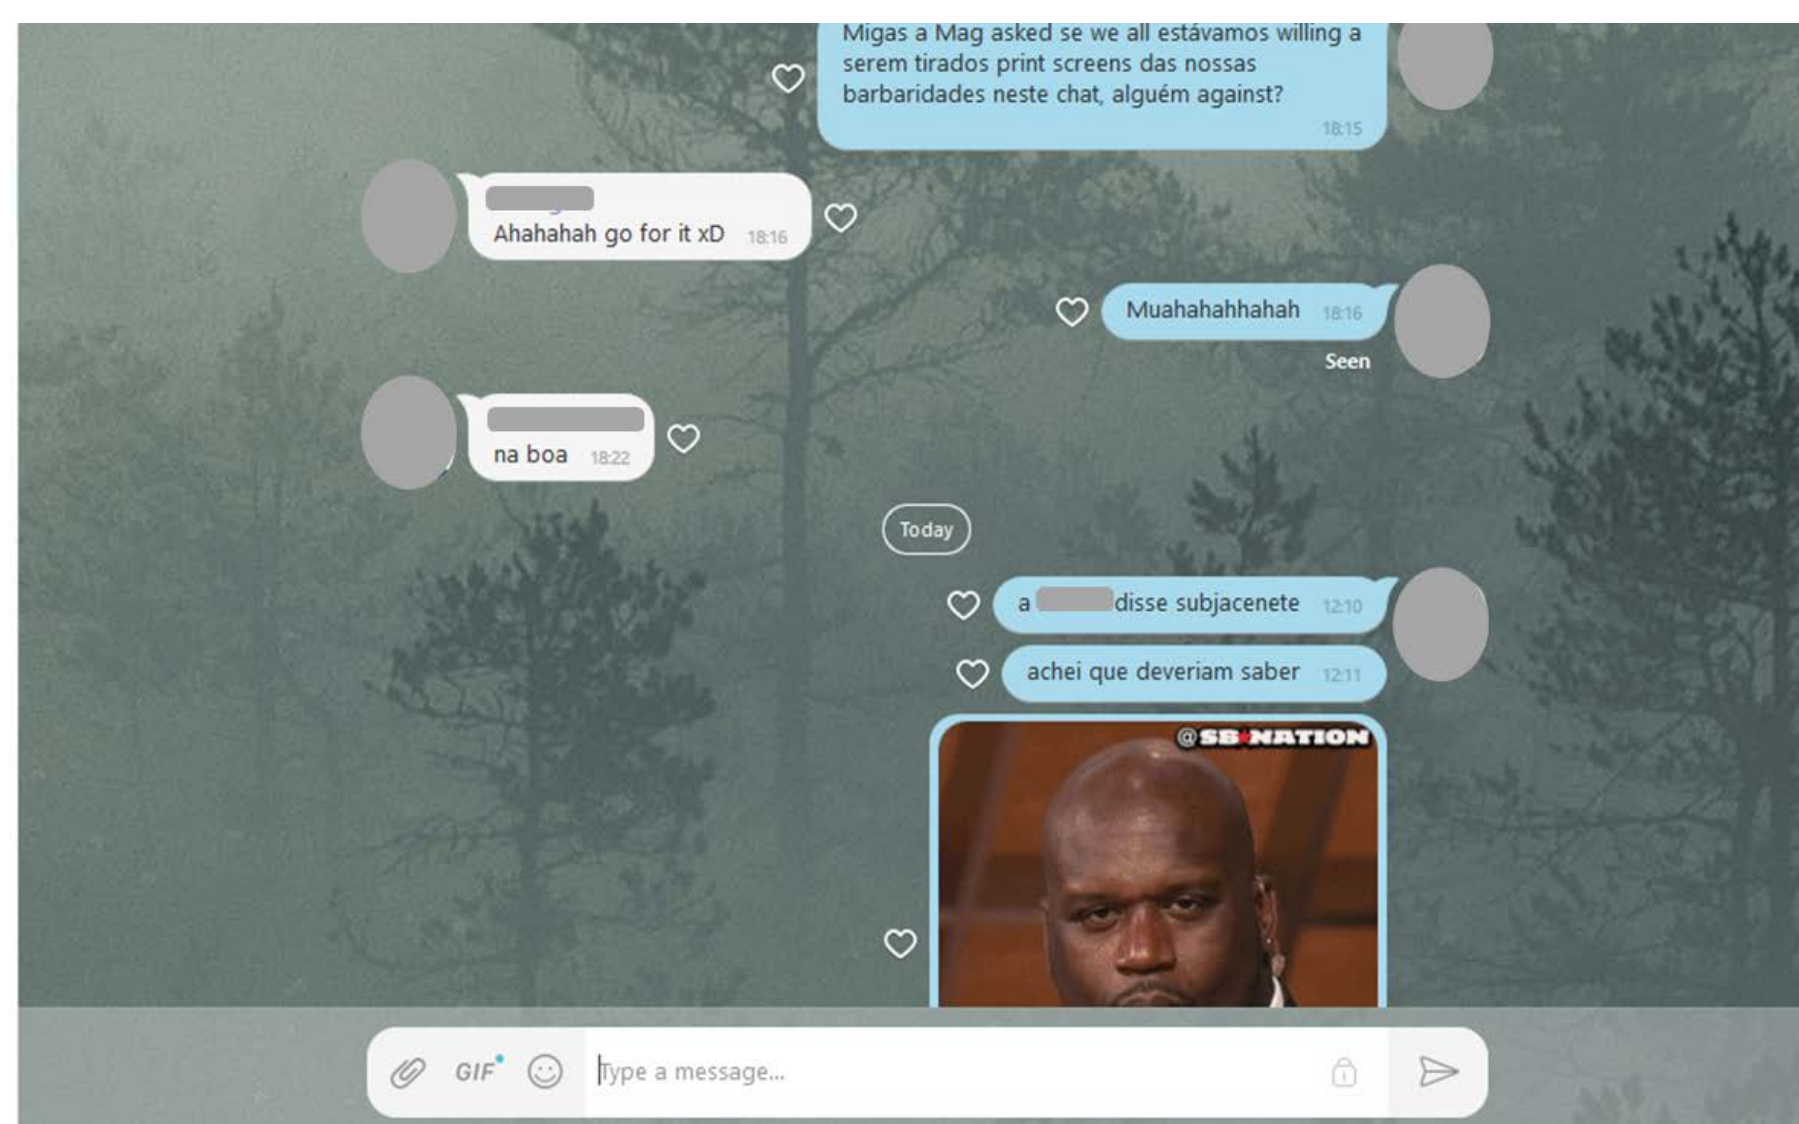 Migas a Mag asked se we all estávamos willing a
serem tirados print screens das nossas
barbaridades neste chat, alguém against?
18:15
Ahahahah go for it xD 18:16
Muahahahhahah 18:16
Seen
na boa 18:22
Today
a disse subjacenete 12:10
achei que deveriam saber 12:11
@SB NATION
GIF Type a message...